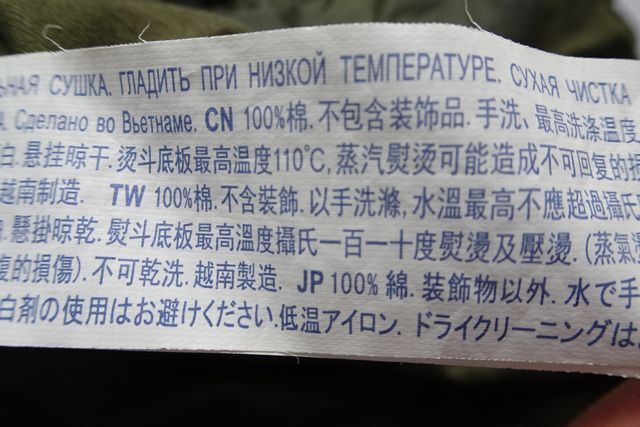 ЬНАЯ СУШКА. ГЛАДИТЬ ПРИ НИЗКОЙ ТЕМПЕРАТУРЕ. СУХАЯ ЧИСТКА
А. Сделано во Вьетнаме. CN 100%棉. 不包含装饰品. 手洗、最高洗涤温度
白. 悬挂晾干. 烫斗底板最高温度110℃, 蒸汽熨烫可能造成不可回复的损
越南制造. TW 100%棉. 不含裝飾. 以手洗滌, 水溫最高不應超過攝氏
. 懸掛晾乾. 熨斗底板最高溫度攝氏一百一十度熨燙及壓燙. (蒸氣
復的損傷). 不可乾洗. 越南製造. JP 100% 綿. 装飾物以外. 水で手
白剤の使用はお避けください.低温アイロン. ドライクリーニングは